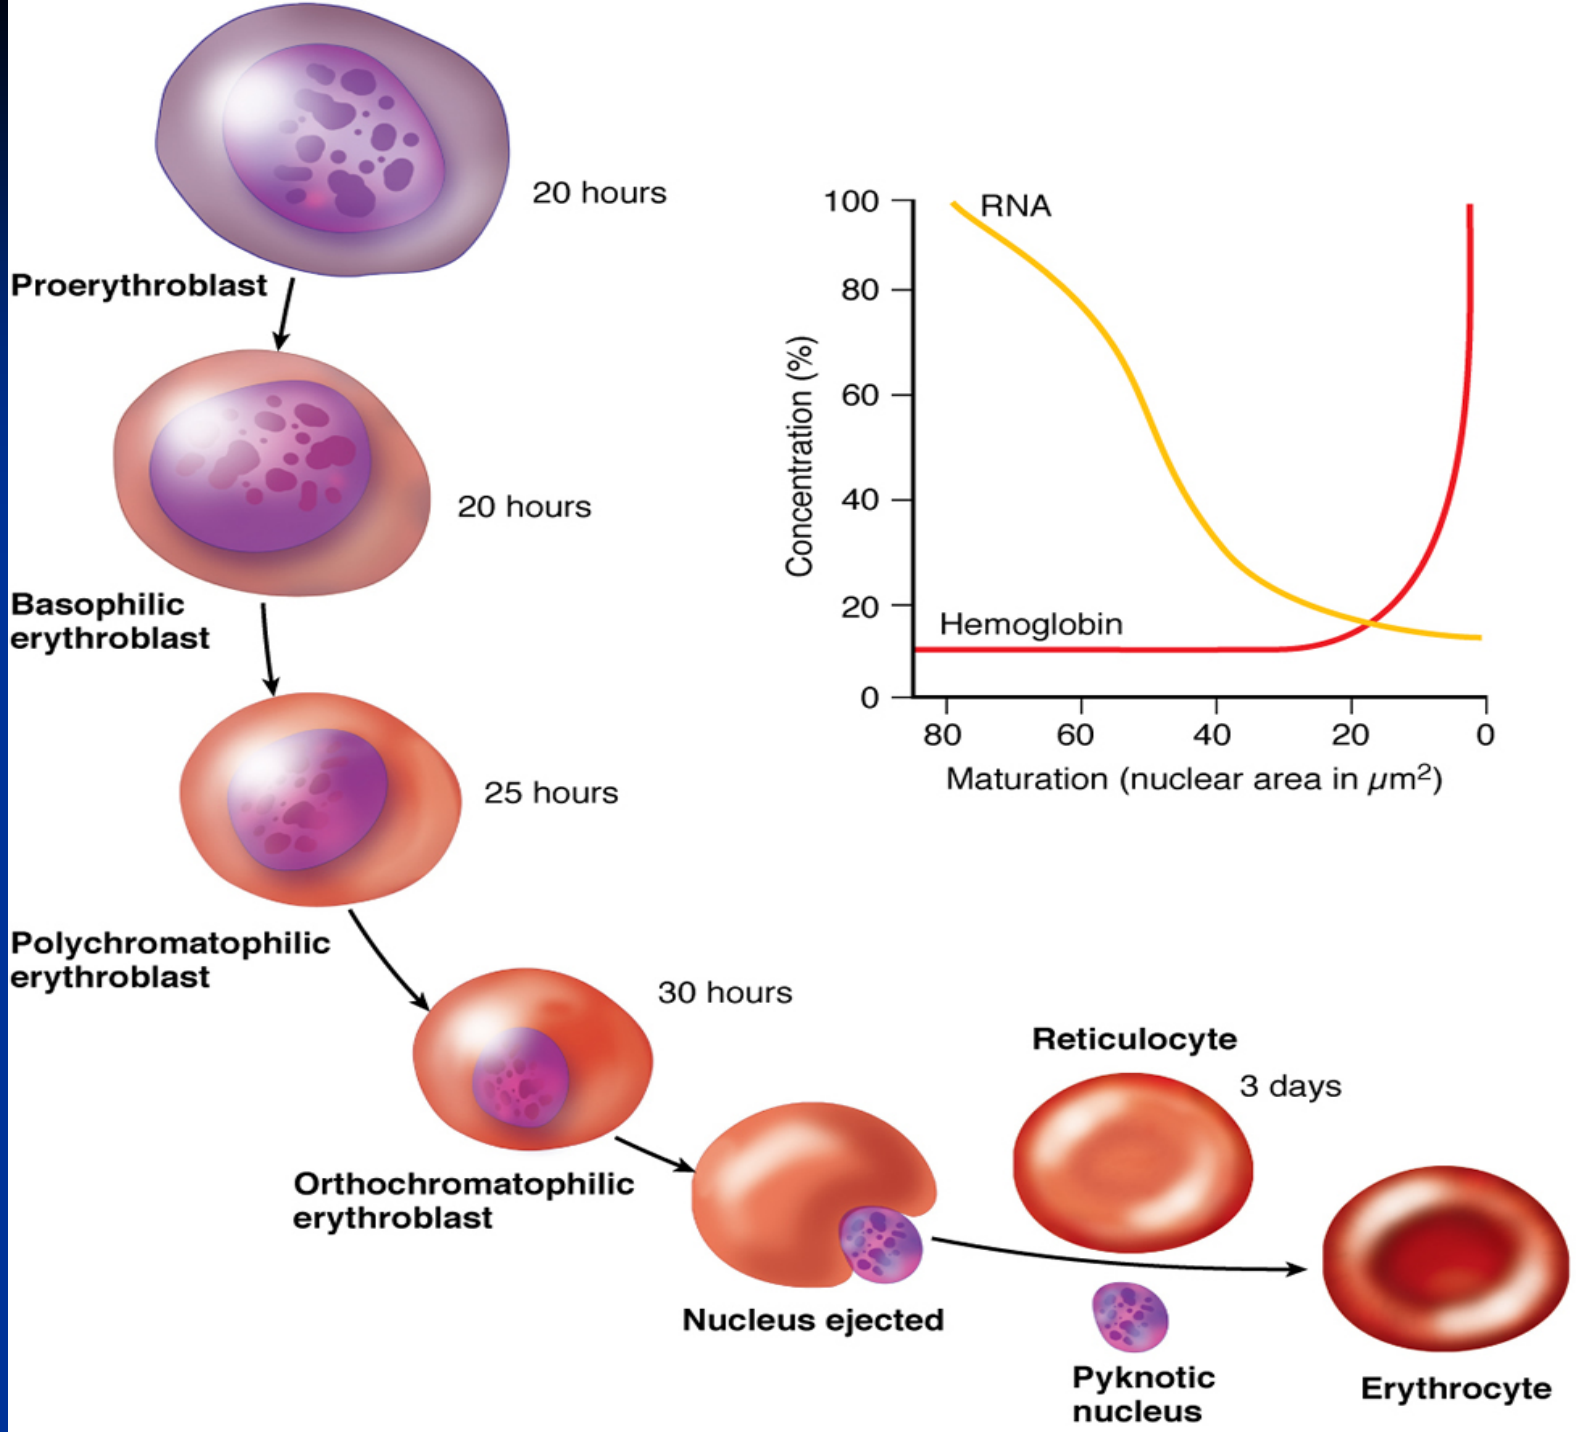 20 hours
Proerythroblast
20 hours
Basophilic
erythroblast
25 hours
Polychromatophilic
erythroblast
30 hours
Orthochromatophilic
erythroblast
Nucleus ejected
Reticulocyte
3 days
Pyknotic
nucleus
Erythrocyte
RNA
Hemoglobin
Concentration (%)
100
80
60
40
20
0
80 60 40 20 0
Maturation (nuclear area in μm²)